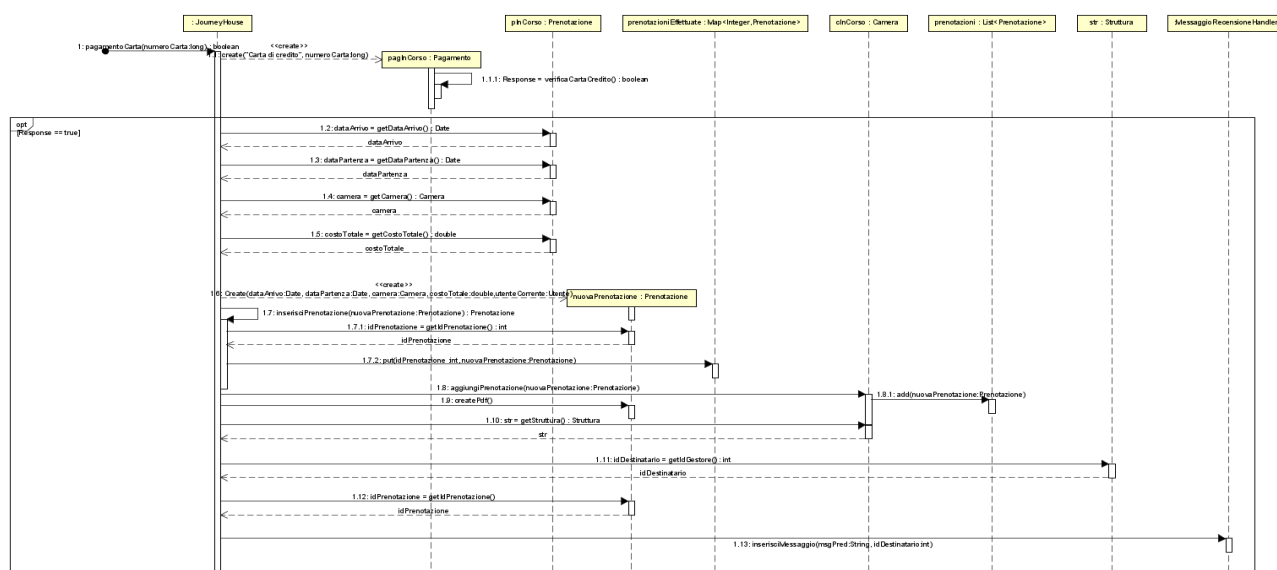 : JourneyHouse
pInCorso : Prenotazione
prenotazioniEffettuate : Map<Integer,Prenotazione>
cInCorso : Camera
prenotazioni : List<Prenotazione>
str : Struttura
:MessaggioRecensioneHandler
1: pagamentoCarta(numeroCarta:long) : boolean
<<create>>
1.1: create("Carta di credito", numeroCarta:long)
pagInCorso : Pagamento
1.1.1: Response = verificaCartaCredito() : boolean
opt
[Response == true]
1.2: dataArrivo = getDataArrivo() : Date
dataArrivo
1.3: dataPartenza = getDataPartenza() : Date
dataPartenza
1.4: camera = getCamera() : Camera
camera
1.5: costoTotale = getCostoTotale() : double
costoTotale
<<create>>
1.6: Create(dataArrivo:Date, dataPartenza:Date, camera:Camera, costoTotale:double,utenteCorrente:Utente)
nuovaPrenotazione : Prenotazione
1.7: inserisciPrenotazione(nuovaPrenotazione:Prenotazione) : Prenotazione
1.7.1: idPrenotazione = getIdPrenotazione() : int
idPrenotazione
1.7.2: put(idPrenotazione :int, nuovaPrenotazione:Prenotazione)
1.8: aggiungiPrenotazione(nuovaPrenotazione:Prenotazione)
1.8.1: add(nuovaPrenotazione:Prenotazione)
1.9: createPdf()
1.10: str = getStruttura() : Struttura
str
1.11: idDestinatario = getIdGestore() : int
idDestinatario
1.12: idPrenotazione = getIdPrenotazione()
idPrenotazione
1.13: inserisciMessaggio(msgPred:String, idDestinatario:int)